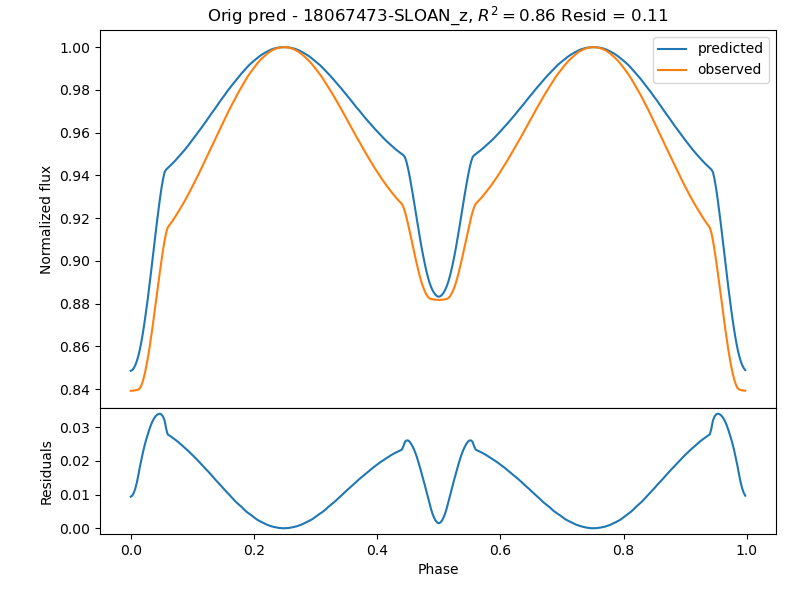 Orig pred - 18067473-SLOAN_z, $R^2 = 0.86$ Resid = 0.11
predicted
observed
Normalized flux
1.00
0.98
0.96
0.94
0.92
0.90
0.88
0.86
0.84
Residuals
0.03
0.02
0.01
0.00
0.0 0.2 0.4 0.6 0.8 1.0
Phase